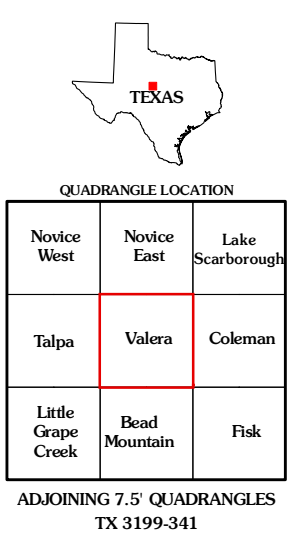 TEXAS
QUADRANGLE LOCATION
Novice
West
Novice
East
Lake
Scarborough
Talpa
Valera
Coleman
Little
Grape
Creek
Bead
Mountain
Fisk
ADJOINING 7.5' QUADRANGLES
TX 3199-341